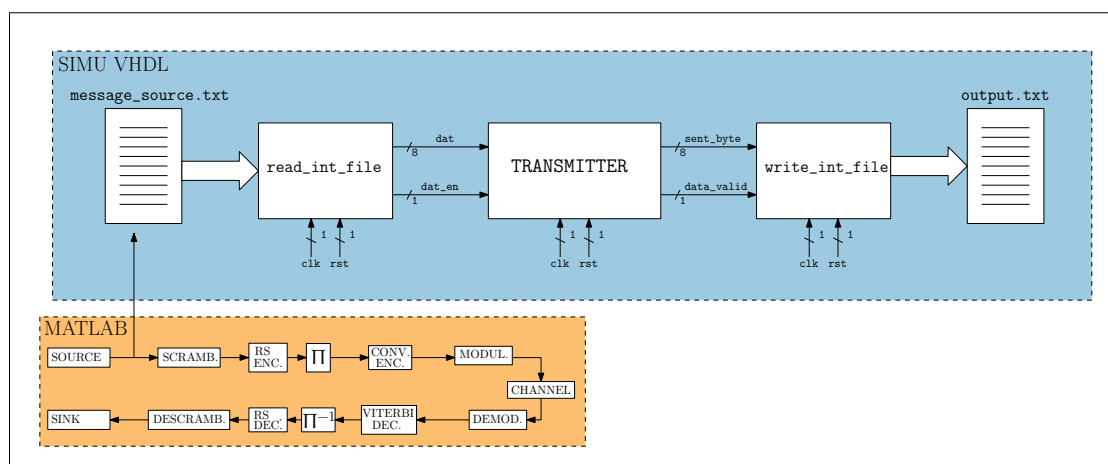 SIMU VHDL
message_source.txt
output.txt
read_int_file
dat
8
dat_en
1
TRANSMITTER
sent_byte
8
data_valid
1
write_int_file
1
1
clk
rst
1
1
clk
rst
1
1
clk
rst
MATLAB
SOURCE
SCRAMB.
RS
ENC.
Π
CONV.
ENC.
MODUL.
CHANNEL
SINK
DESCRAMB.
RS
DEC.
Π⁻¹
VITERBI
DEC.
DEMOD.